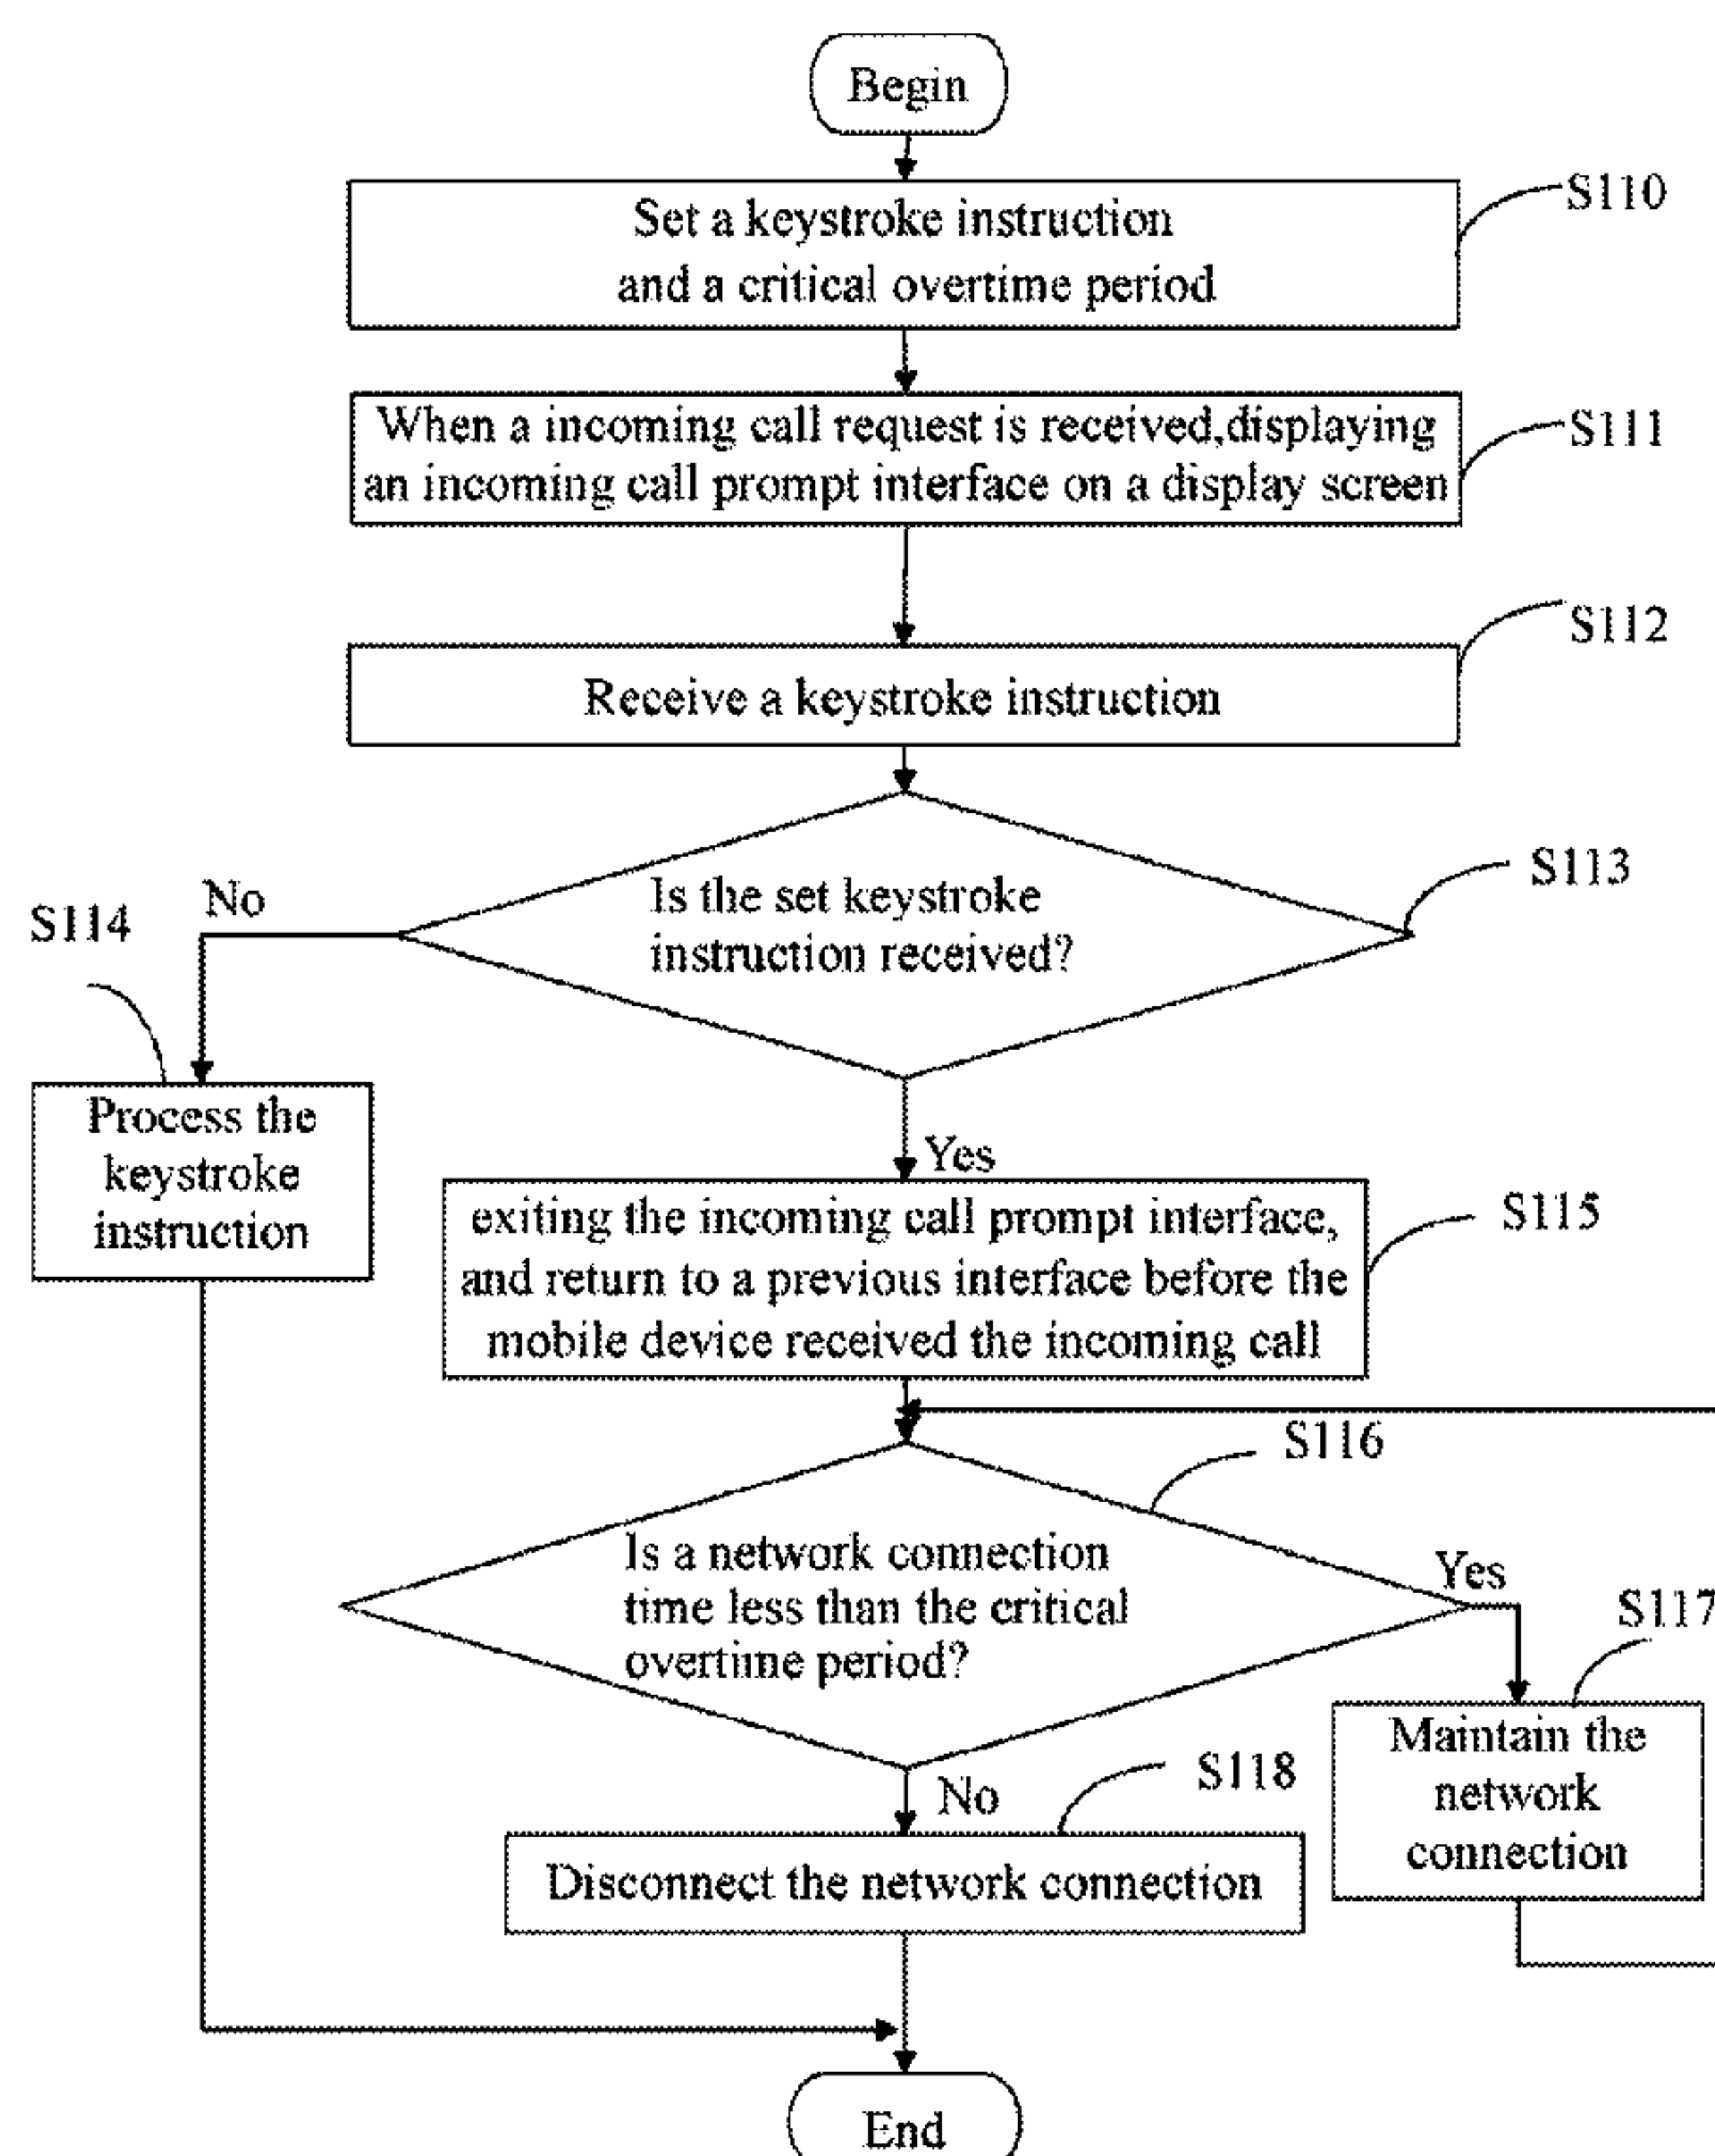 Begin
Set a keystroke instruction
and a critical overtime period
S110
When a incoming call request is received,displaying
an incoming call prompt interface on a display screen
S111
Receive a keystroke instruction
S112
Is the set keystroke
instruction received?
S113
No
S114
Process the
keystroke
instruction
Yes
exiting the incoming call prompt interface,
and return to a previous interface before the
mobile device received the incoming call
S115
Is a network connection
time less than the critical
overtime period?
S116
Yes
S117
Maintain the
network
connection
No
S118
Disconnect the network connection
End